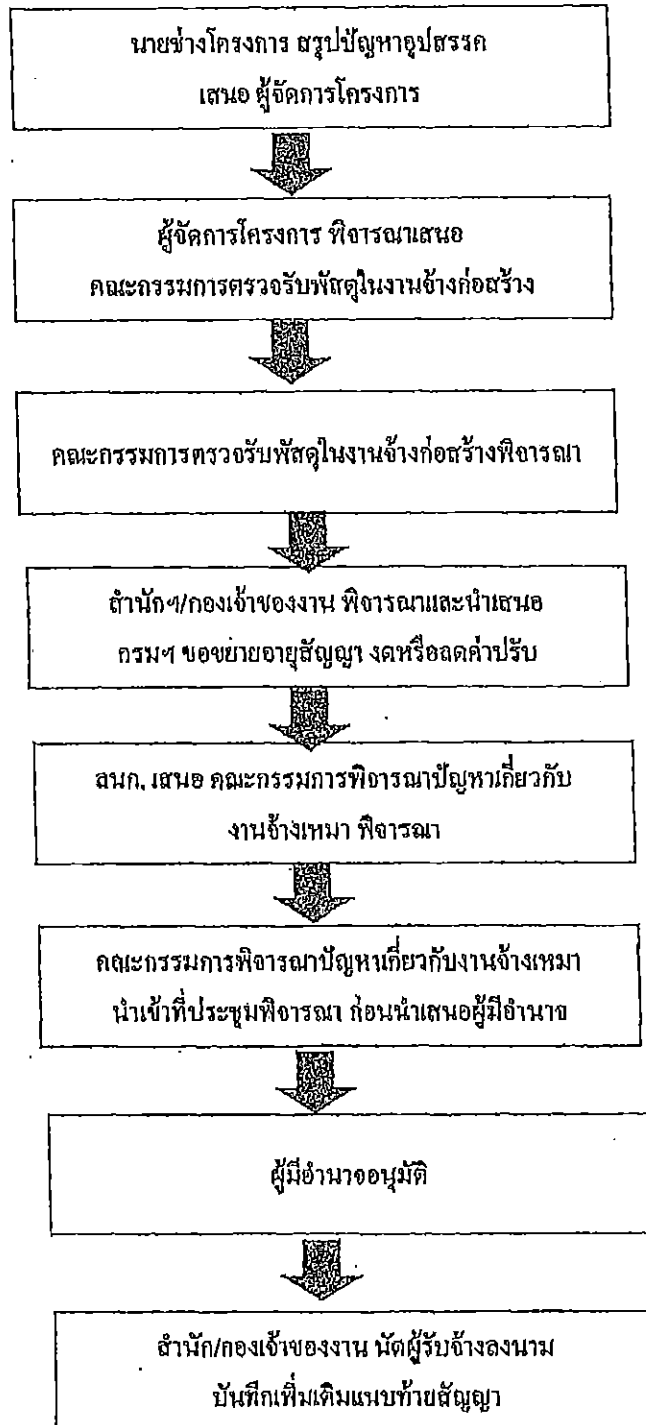 นายช่างโครงการ สรุปปัญหาอุปสรรค
เสนอ ผู้จัดการโครงการ
ผู้จัดการโครงการ พิจารณาเสนอ
คณะกรรมการตรวจรับพัสดุในงานจ้างก่อสร้าง
คณะกรรมการตรวจรับพัสดุในงานจ้างก่อสร้างพิจารณา
สำนักฯ/กองเจ้าของงาน พิจารณาและนำเสนอ
กรมฯ ขอขยายอายุสัญญา งดหรือลดค่าปรับ
สนก. เสนอ คณะกรรมการพิจารณาปัญหาเกี่ยวกับ
งานจ้างเหมา พิจารณา
คณะกรรมการพิจารณาปัญหาเกี่ยวกับงานจ้างเหมา
นำเข้าที่ประชุมพิจารณา ก่อนนำเสนอผู้มีอำนาจ
ผู้มีอำนาจอนุมัติ
สำนัก/กองเจ้าของงาน นัดผู้รับจ้างลงนาม
บันทึกเพิ่มเติมแนบท้ายสัญญา